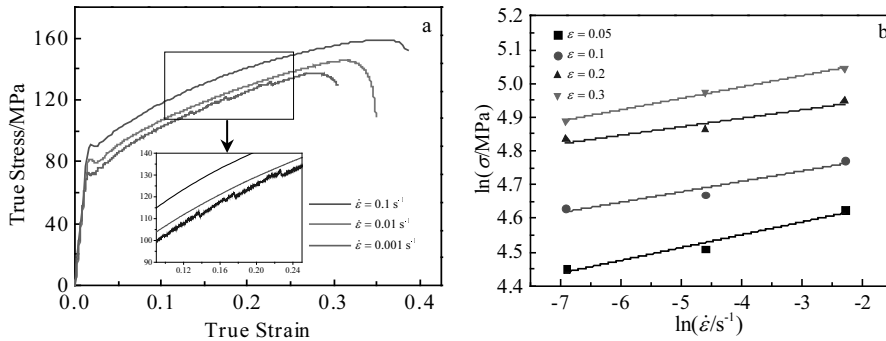 a
True Stress/MPa
160
120
80
40
0
0.0
0.1
0.2
0.3
0.4
True Strain
140
130
120
110
100
90
0.12
0.16
0.20
0.24
ε̇ = 0.1 s⁻¹
ε̇ = 0.01 s⁻¹
ε̇ = 0.001 s⁻¹
b
ln(σ/MPa)
5.2
5.1
5.0
4.9
4.8
4.7
4.6
4.5
4.4
-7
-6
-5
-4
-3
-2
ln(ε̇/s⁻¹)
ε = 0.05
ε = 0.1
ε = 0.2
ε = 0.3